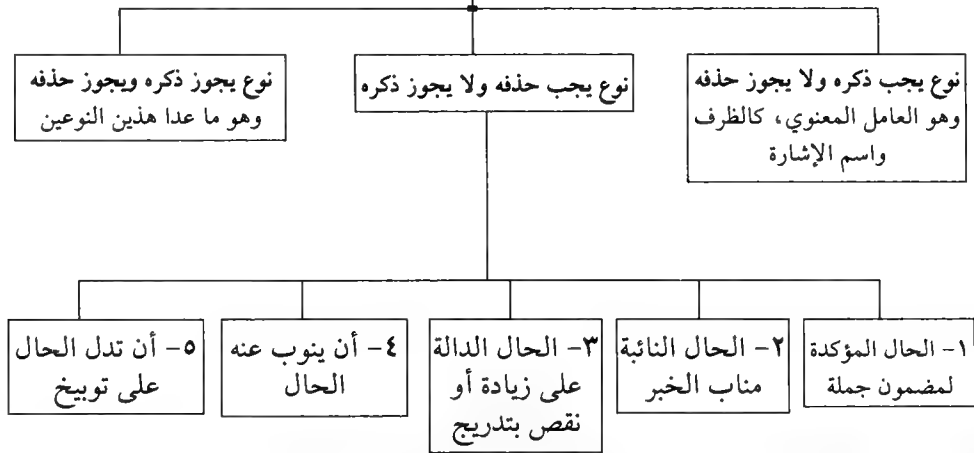 نوع يجب ذكره ولا يجوز حذفه
وهو العامل المعنوي، كالظرف
واسم الإشارة
نوع يجب حذفه ولا يجوز ذكره
نوع يجوز ذكره ويجوز حذفه
وهو ما عدا هذين النوعين
١- الحال المؤكدة
لمضمون جملة
٢- الحال النائبة
مناب الخبر
٣- الحال الدالة
على زيادة أو
نقص بتدريج
٤- أن ينوب عنه
الحال
٥- أن تدل الحال
على توبيخ